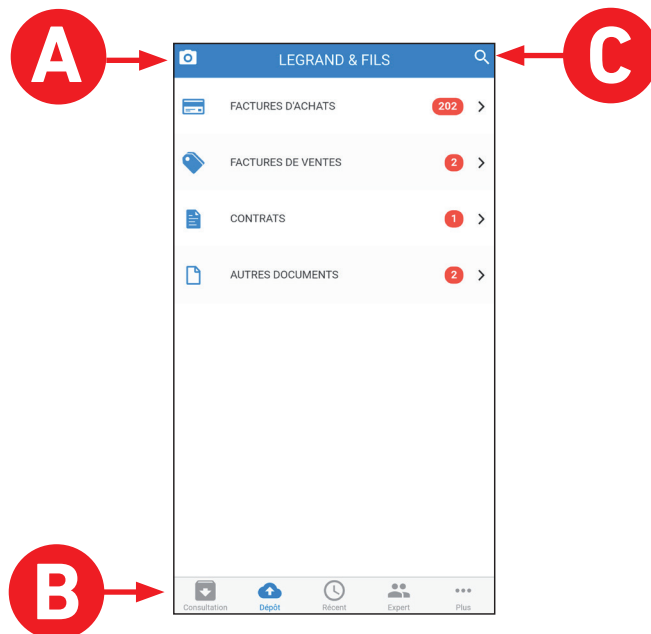 A
C
LEGRAND & FILS
FACTURES D'ACHATS 202
FACTURES DE VENTES 2
CONTRATS 1
AUTRES DOCUMENTS 2
B
Consultation Dépôt Récent Expert Plus